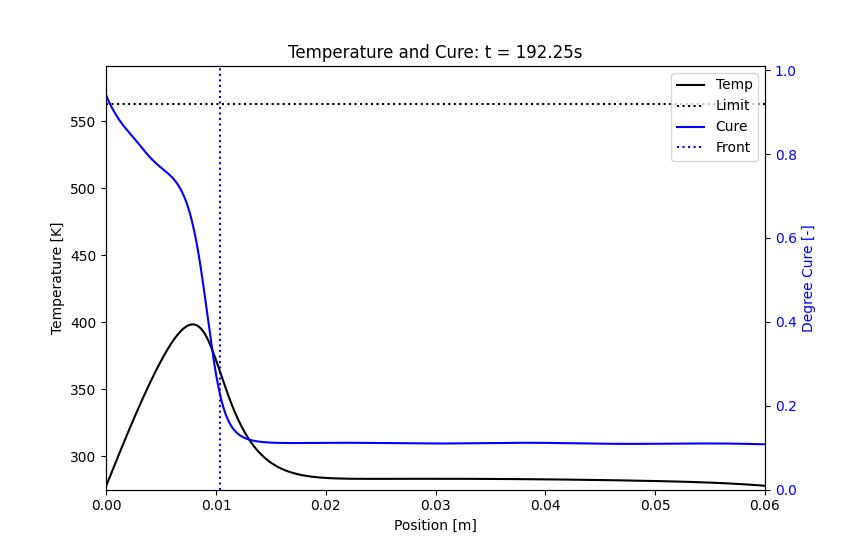 Temperature and Cure: t = 192.25s
Temp
Limit
Cure
Front
550
500
450
400
350
300
Temperature [K]
1.0
0.8
0.6
0.4
0.2
0.0
Degree Cure [-]
0.00 0.01 0.02 0.03 0.04 0.05 0.06
Position [m]